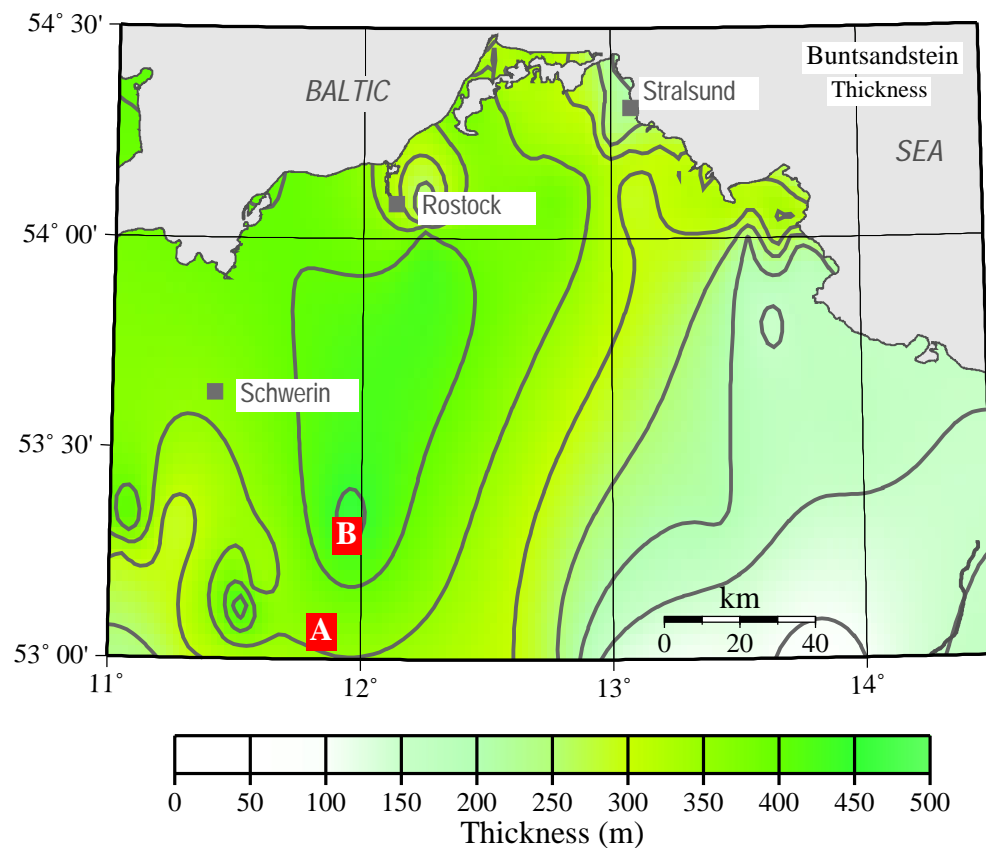 54° 30'
Buntsandstein
Thickness
BALTIC
Stralsund
SEA
Rostock
54° 00'
Schwerin
53° 30'
B
A
km
0 20 40
53° 00'
11° 12° 13° 14°
0 50 100 150 200 250 300 350 400 450 500
Thickness (m)